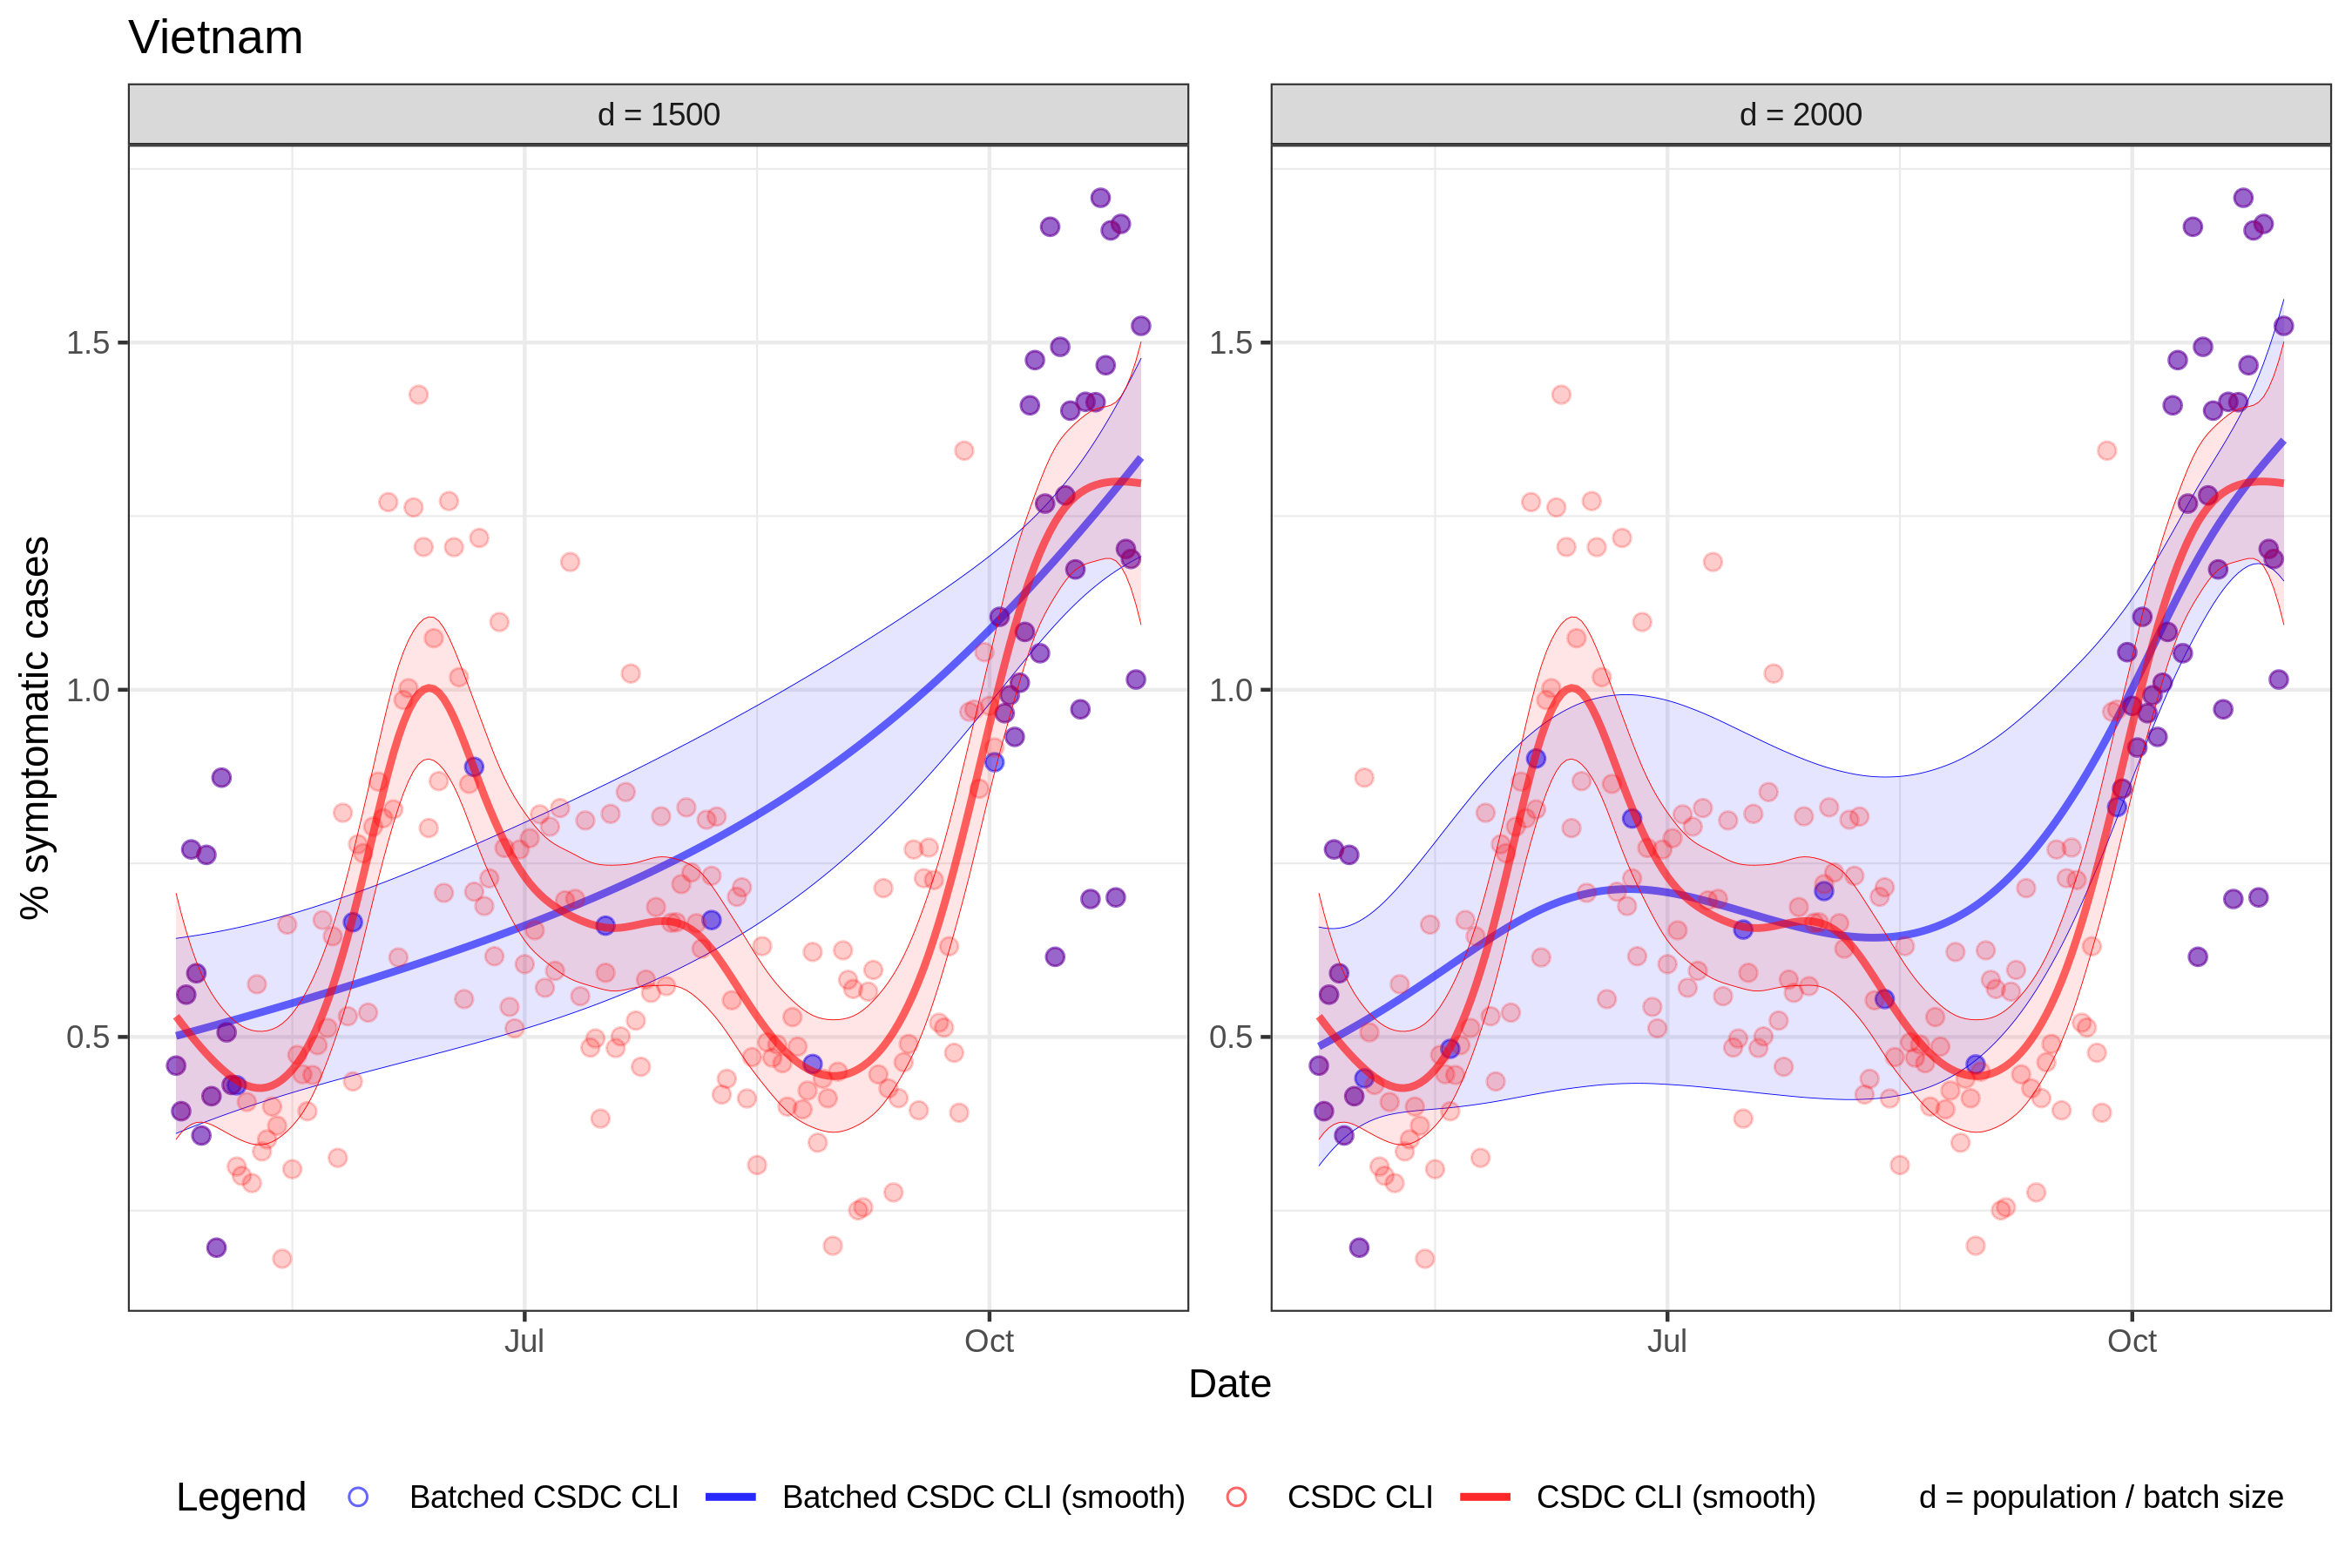 Vietnam
d = 1500
d = 2000
% symptomatic cases
1.5
1.0
0.5
1.5
1.0
0.5
Jul
Oct
Jul
Oct
Date
Legend
Batched CSDC CLI
Batched CSDC CLI (smooth)
CSDC CLI
CSDC CLI (smooth)
d = population / batch size